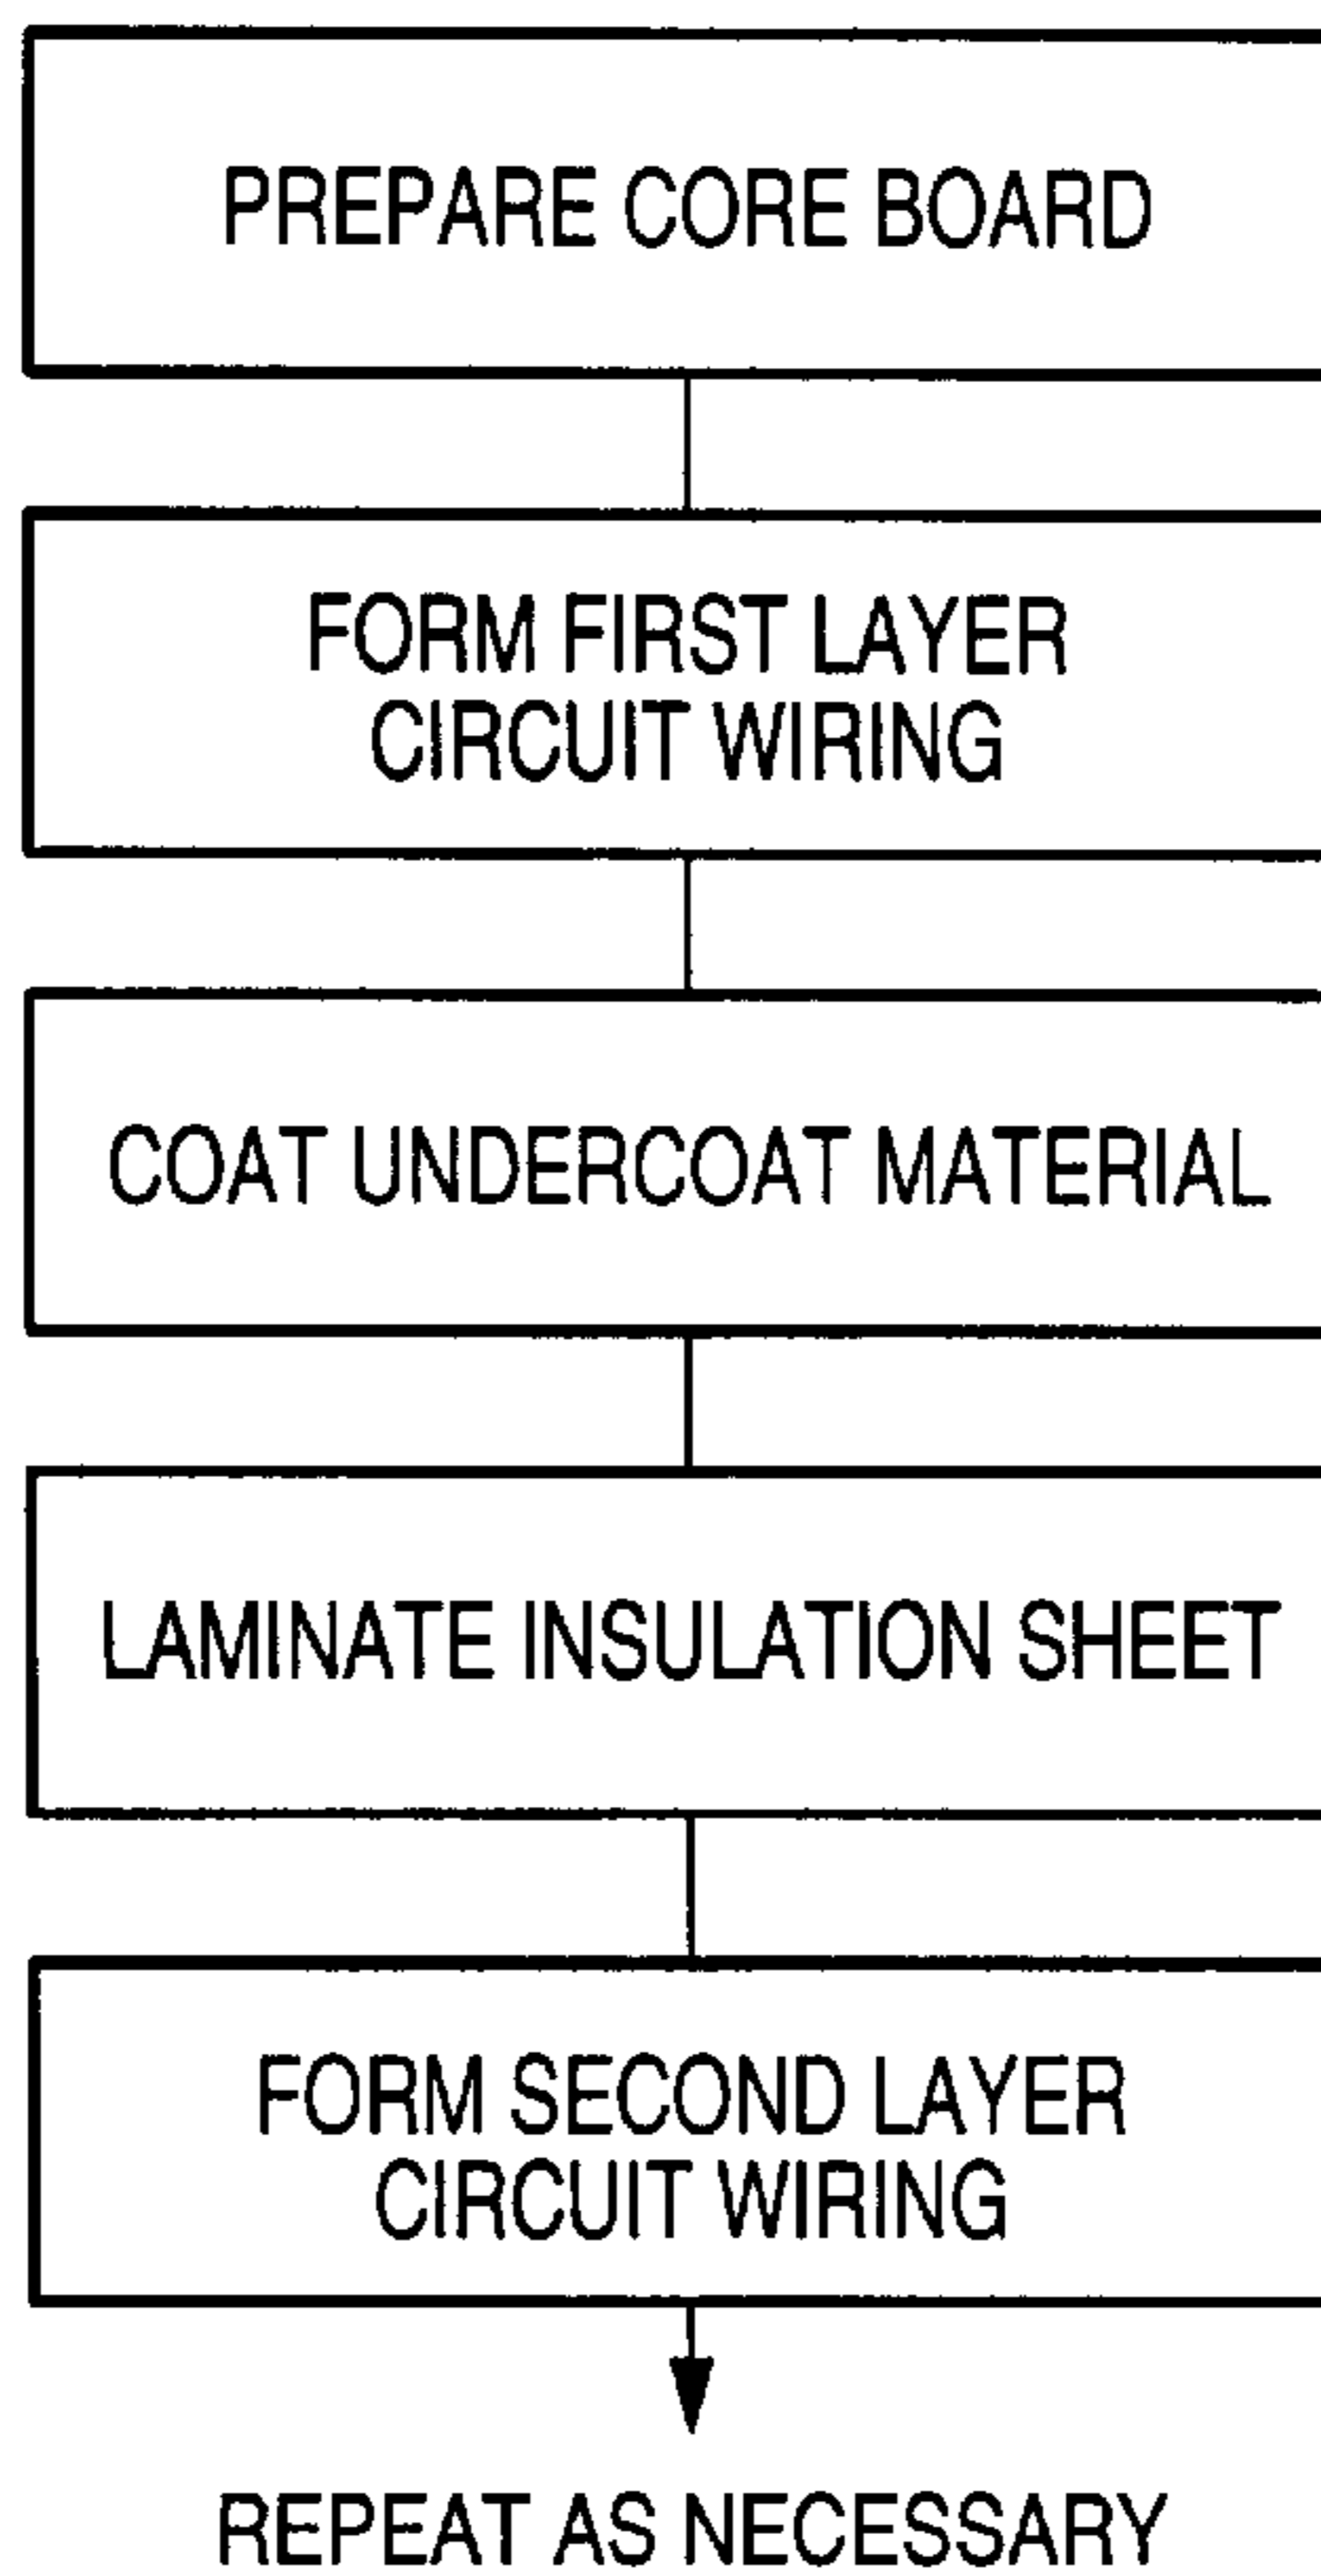 PREPARE CORE BOARD
FORM FIRST LAYER
CIRCUIT WIRING
COAT UNDERCOAT MATERIAL
LAMINATE INSULATION SHEET
FORM SECOND LAYER
CIRCUIT WIRING
REPEAT AS NECESSARY